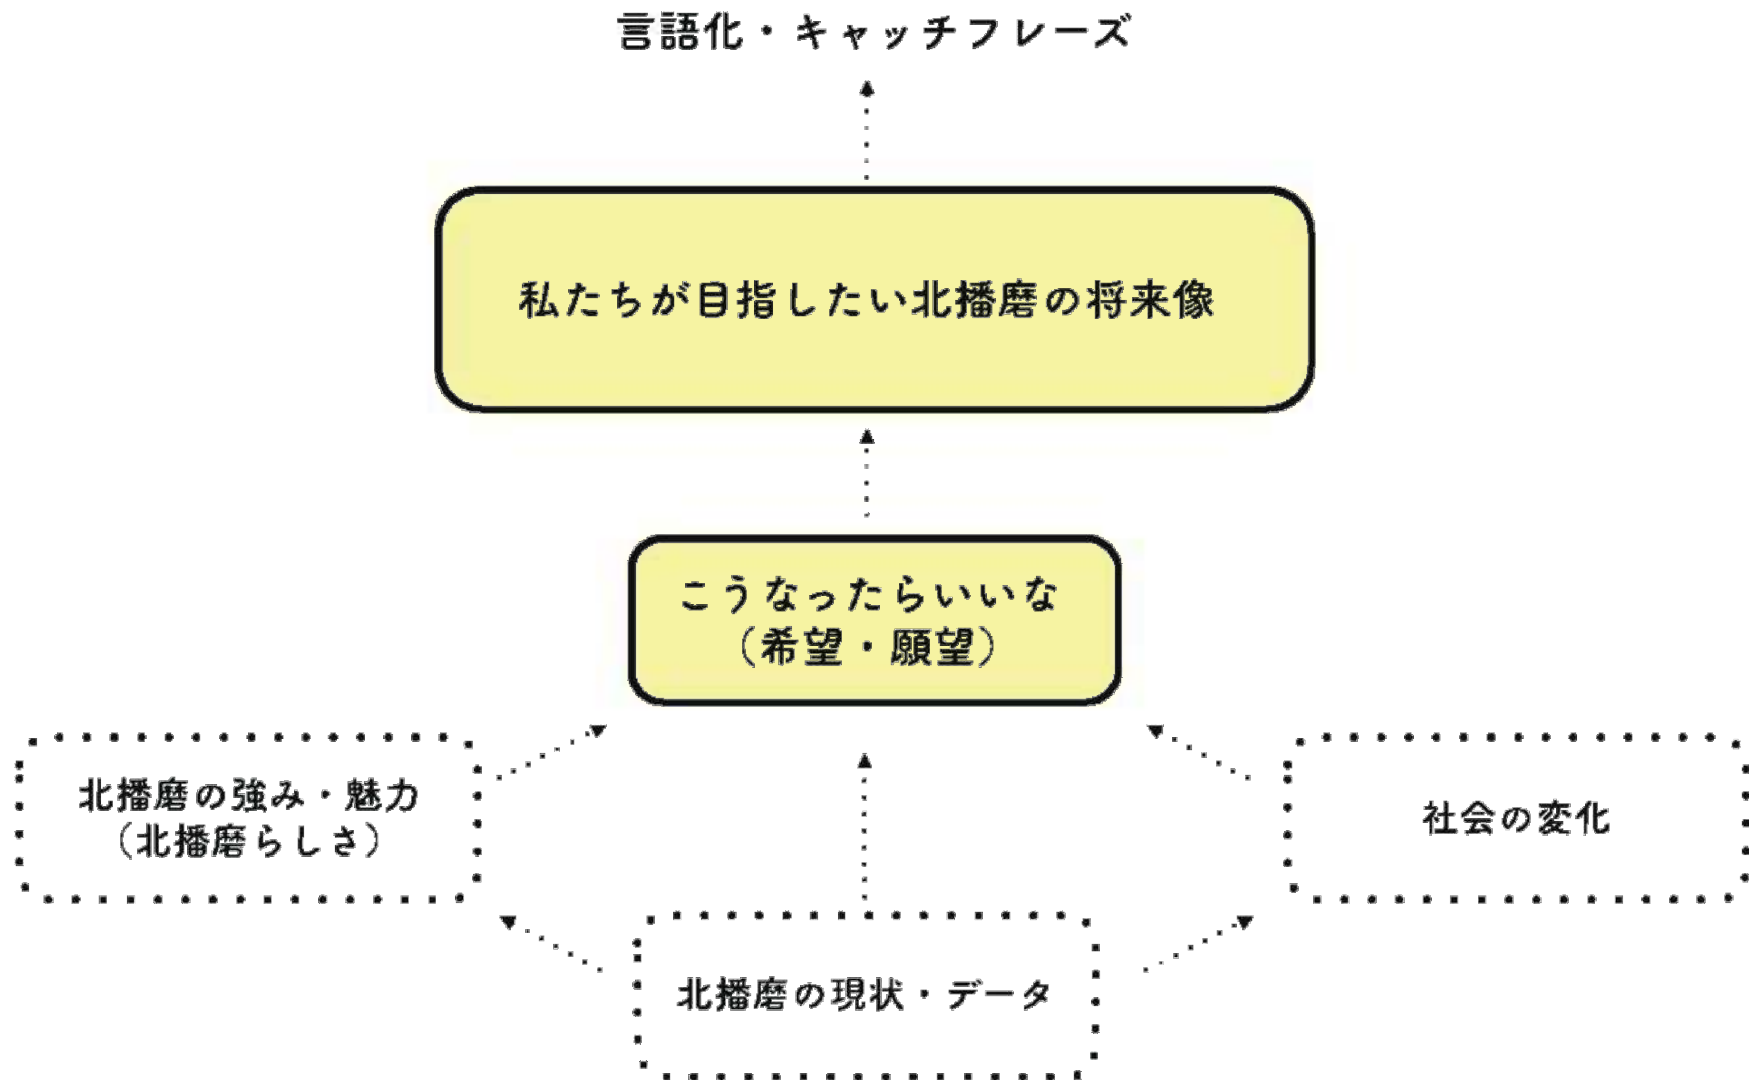 言語化・キャッチフレーズ
私たちが目指したい北播磨の将来像
こうなったらいいな
（希望・願望）
北播磨の強み・魅力
（北播磨らしさ）
社会の変化
北播磨の現状・データ